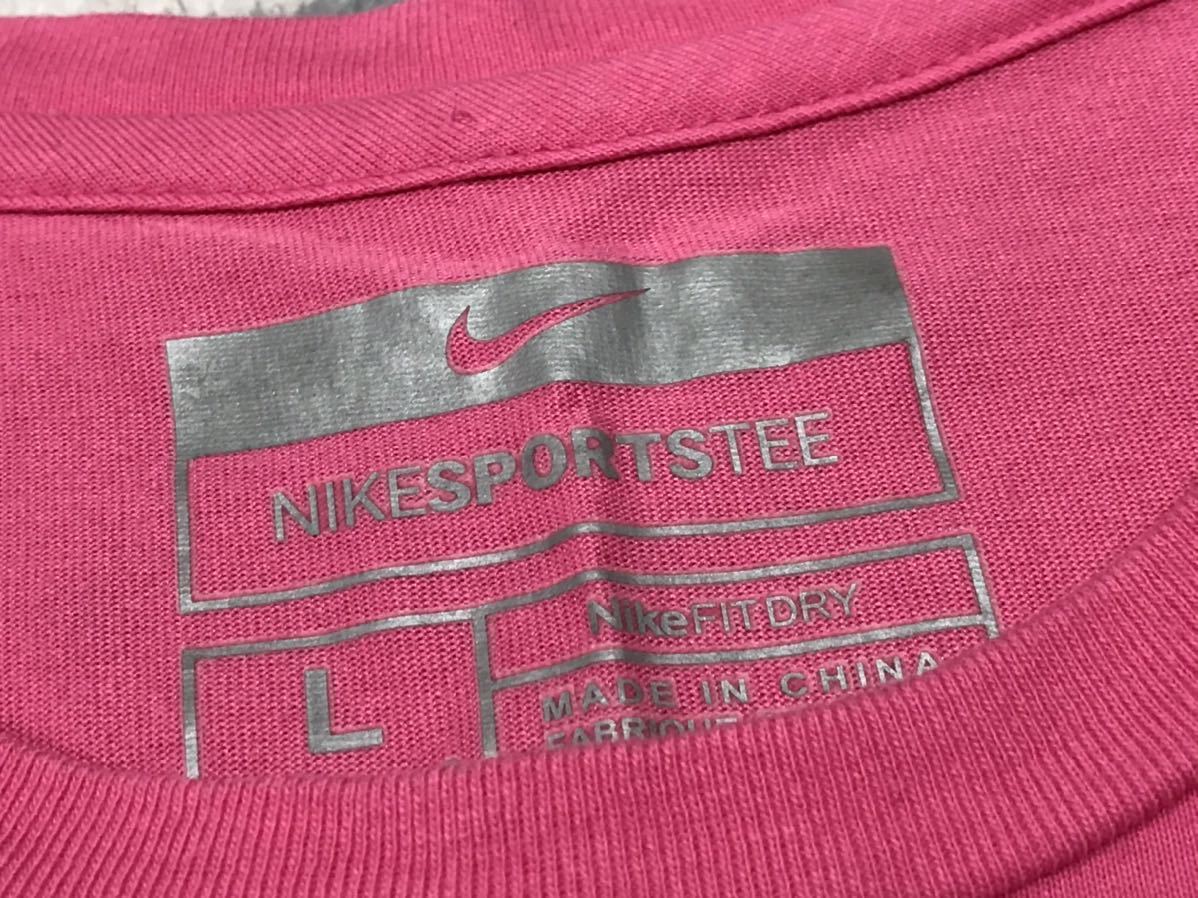 NIKESPORTSTEE
NikeFITDRY
L
MADE IN CHINA